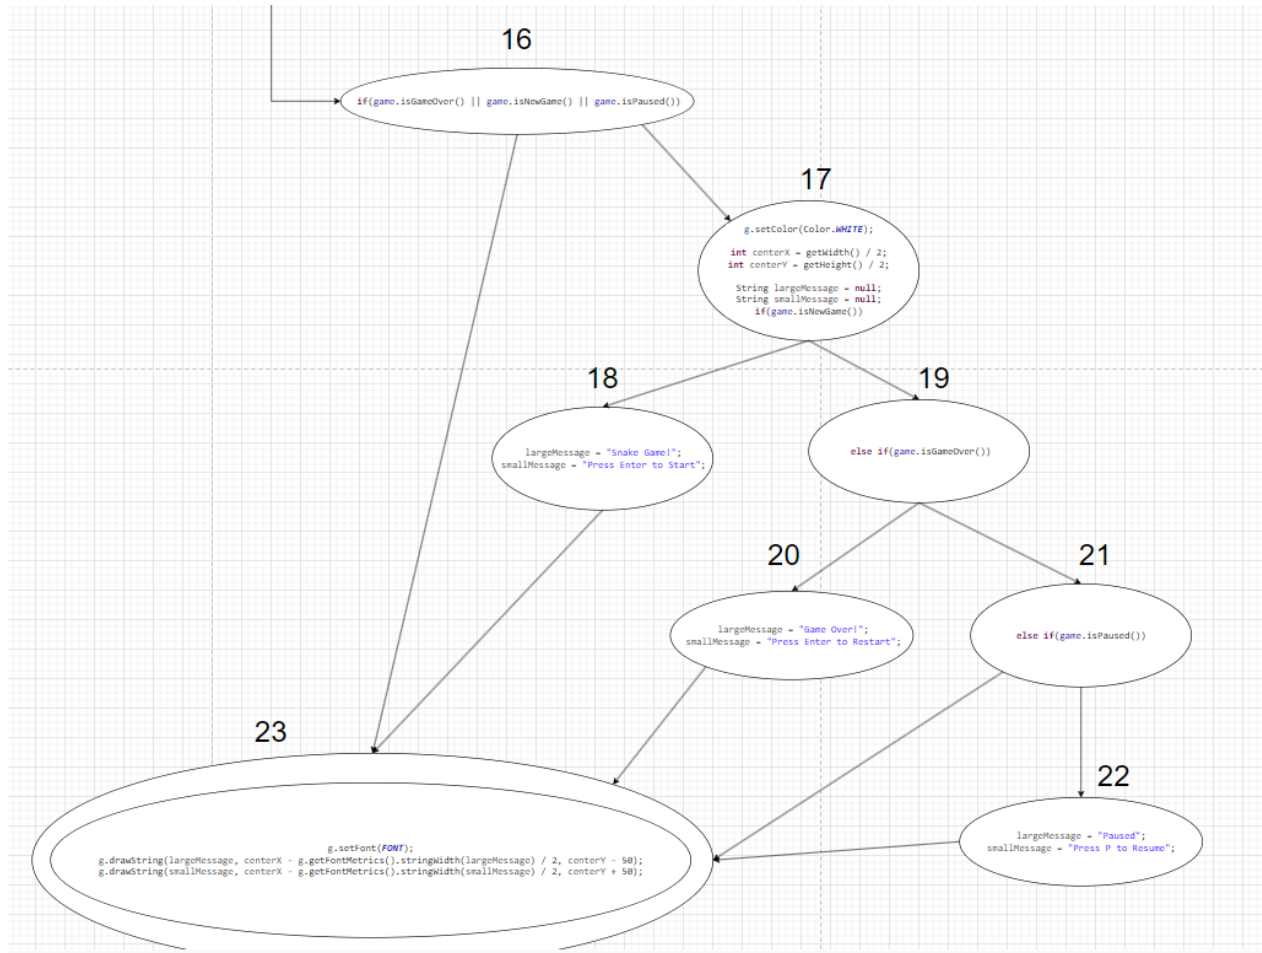 16
if(game.isGameOver() || game.isNewGame() || game.isPaused())
17
g.setColor(Color.WHITE);
int centerX = getWidth() / 2;
int centerY = getHeight() / 2;
String largeMessage = null;
String smallMessage = null;
if(game.isNewGame())
18
largeMessage = "Snake Game!";
smallMessage = "Press Enter to Start";
19
else if(game.isGameOver())
20
largeMessage = "Game Over!";
smallMessage = "Press Enter to Restart";
21
else if(game.isPaused())
22
largeMessage = "Paused";
smallMessage = "Press P to Resume";
23
g.setFont(FONT);
g.drawString(largeMessage, centerX - g.getFontMetrics().stringWidth(largeMessage) / 2, centerY - 50);
g.drawString(smallMessage, centerX - g.getFontMetrics().stringWidth(smallMessage) / 2, centerY + 50);